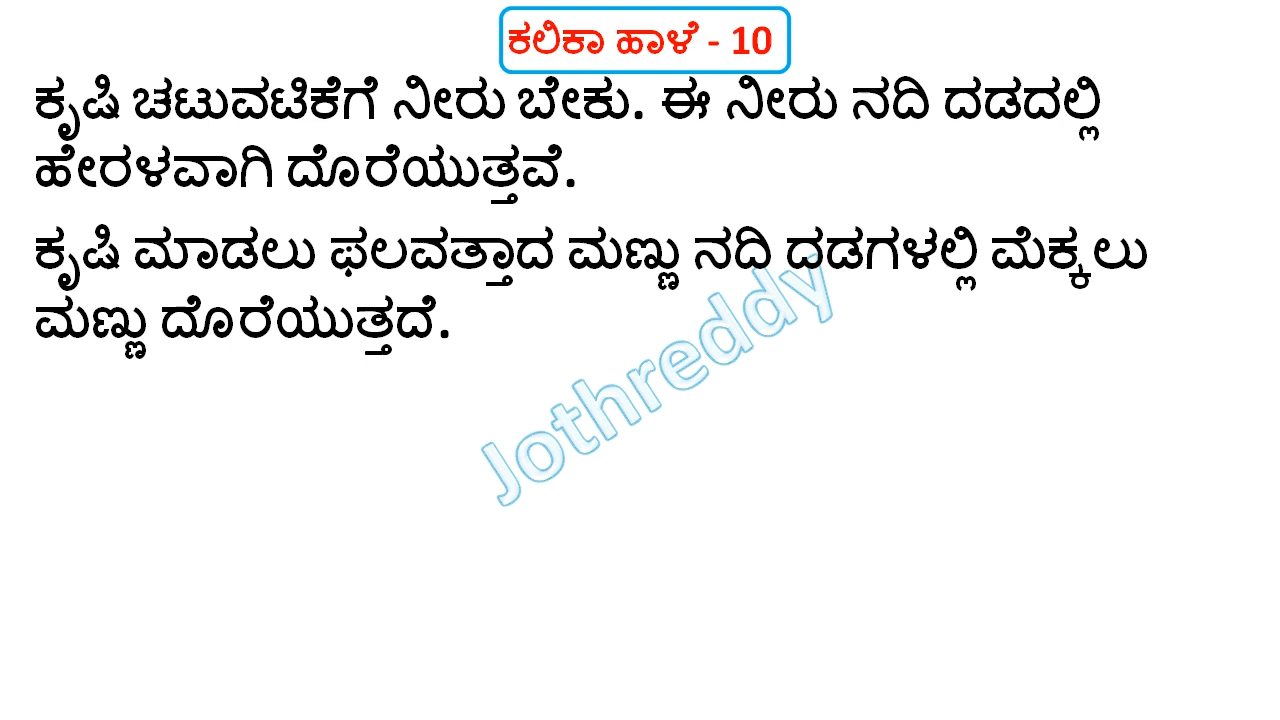 ಕಲಿಕಾ ಹಾಳೆ - 10
ಕೃಷಿ ಚಟುವಟಿಕೆಗೆ ನೀರು ಬೇಕು. ಈ ನೀರು ನದಿ ದಡದಲ್ಲಿ
ಹೇರಳವಾಗಿ ದೊರೆಯುತ್ತವೆ.
ಕೃಷಿ ಮಾಡಲು ಫಲವತ್ತಾದ ಮಣ್ಣು ನದಿ ದಡಗಳಲ್ಲಿ ಮೆಕ್ಕಲು
ಮಣ್ಣು ದೊರೆಯುತ್ತದೆ.
Jothreddy